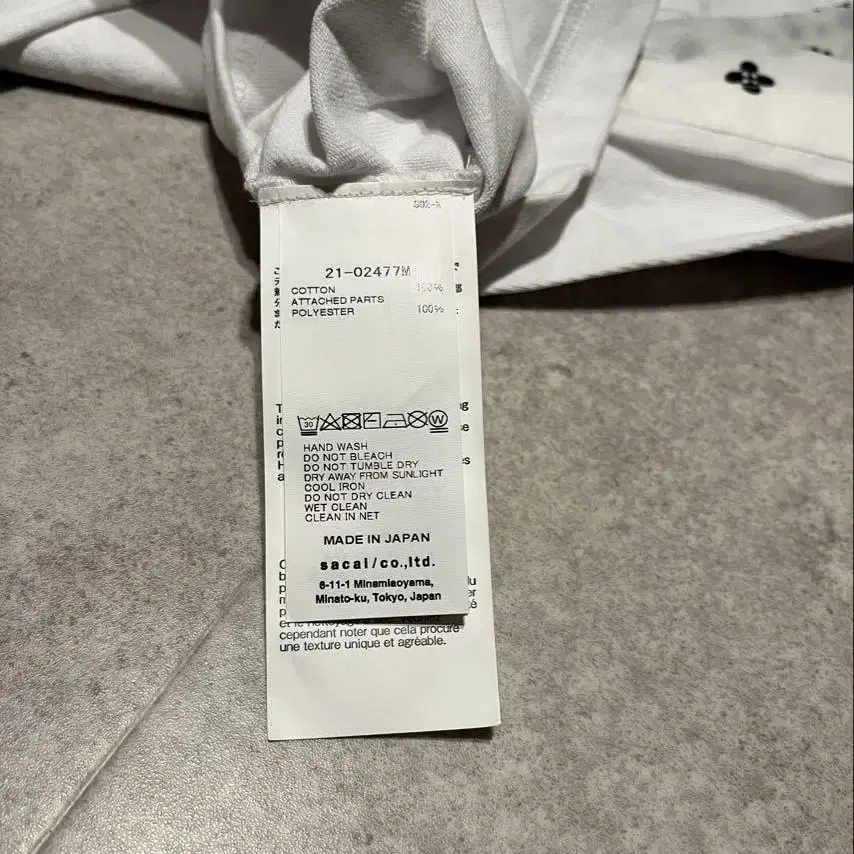 21-02477M
COTTON 100%
ATTACHED PARTS
POLYESTER 100%
30
W
HAND WASH
DO NOT BLEACH
DO NOT TUMBLE DRY
DRY AWAY FROM SUNLIGHT
COOL IRON
DO NOT DRY CLEAN
WET CLEAN
CLEAN IN NET
MADE IN JAPAN
sacai/co.,ltd.
6-11-1 Minamiaoyama,
Minato-ku, Tokyo, Japan
cependant noter que cela procure
une texture unique et agréable.